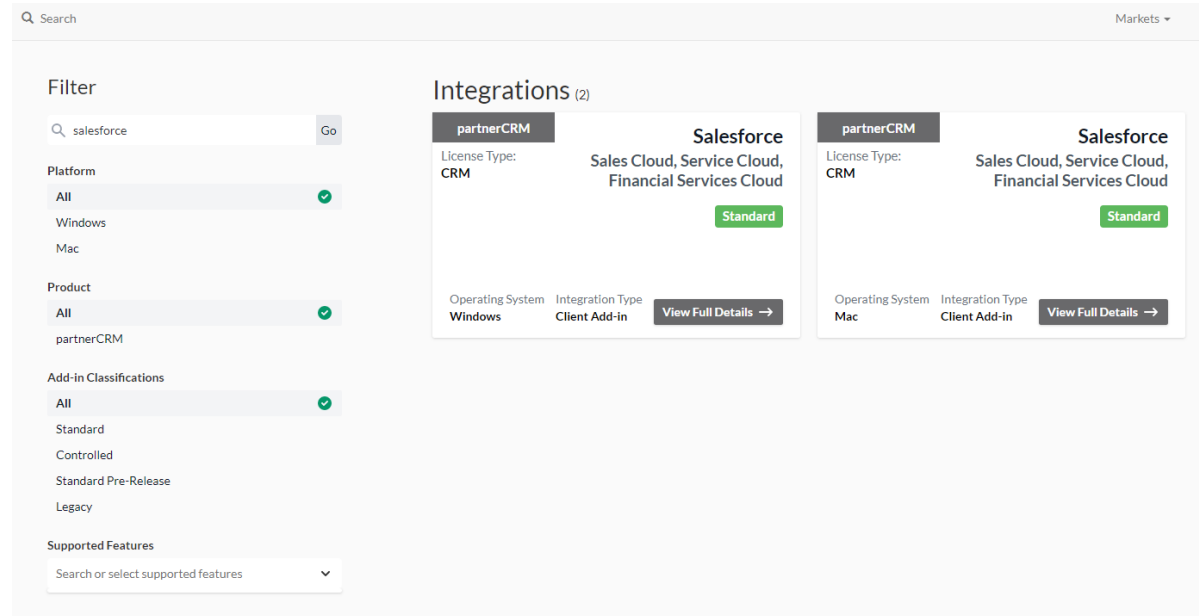 Search
Markets
Filter
salesforce
Go
Platform
All
Windows
Mac
Product
All
partnerCRM
Add-in Classifications
All
Standard
Controlled
Standard Pre-Release
Legacy
Supported Features
Search or select supported features
Integrations (2)
partnerCRM
Salesforce
License Type:
CRM
Sales Cloud, Service Cloud,
Financial Services Cloud
Standard
Operating System
Windows
Integration Type
Client Add-in
View Full Details →
partnerCRM
Salesforce
License Type:
CRM
Sales Cloud, Service Cloud,
Financial Services Cloud
Standard
Operating System
Mac
Integration Type
Client Add-in
View Full Details →